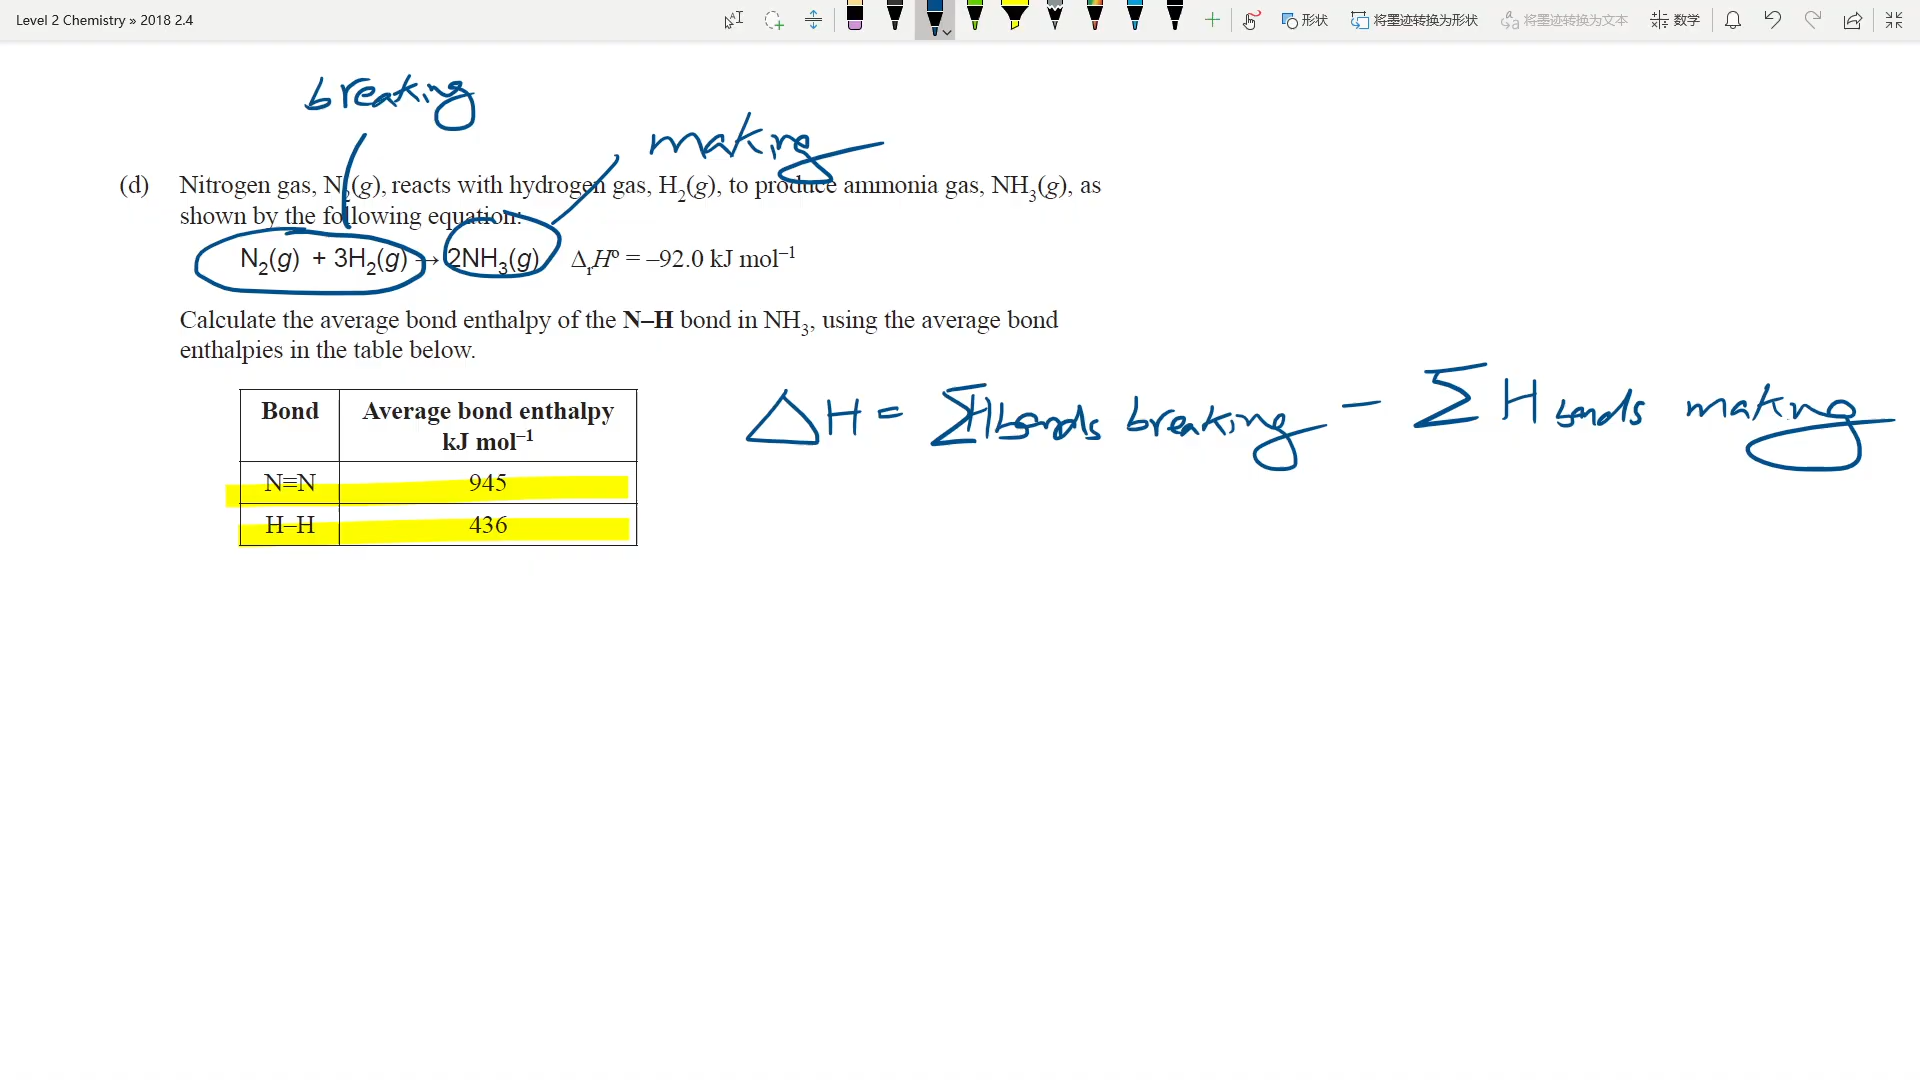 Level 2 Chemistry » 2018 2.4
形状
将墨迹转换为形状
将墨迹转换为文本
数学
breaking
making
(d) Nitrogen gas, N₂(g), reacts with hydrogen gas, H₂(g), to produce ammonia gas, NH₃(g), as
shown by the following equation:
N₂(g) + 3H₂(g) → 2NH₃(g) ΔᵣH° = –92.0 kJ mol⁻¹
Calculate the average bond enthalpy of the N–H bond in NH₃, using the average bond
enthalpies in the table below.
Bond Average bond enthalpy
kJ mol⁻¹
N≡N 945
H–H 436
ΔH = ΣH bonds breaking – ΣH bonds making